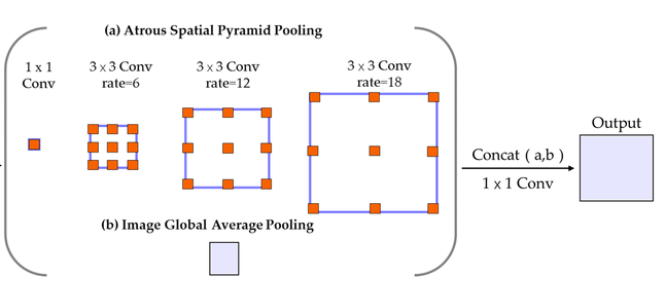 (a) Atrous Spatial Pyramid Pooling
1 x 1
Conv
3 x 3 Conv
rate=6
3 x 3 Conv
rate=12
3 x 3 Conv
rate=18
(b) Image Global Average Pooling
Concat ( a,b )
1 x 1 Conv
Output